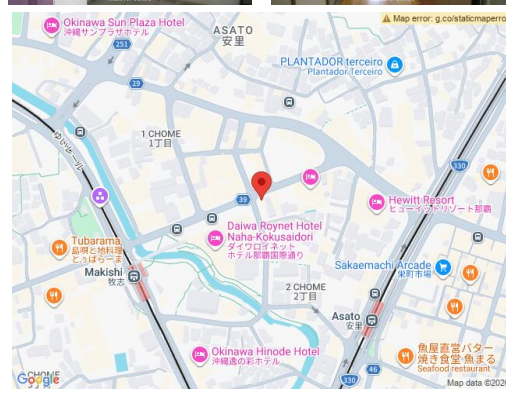 Okinawa Sun Plaza Hotel
沖縄サンプラザホテル
ASATO
安里
Map error: g.co/staticmaperro
251
PLANTADOR terceiro
Plantador Terceiro
29
1 CHOME
1丁目
ゆいレール
330
39
Hewitt Resort
ヒューイットリゾート那覇
Daiwa Roynet Hotel
Naha-Kokusaidori
ダイワロイネット
ホテル那覇国際通り
Tubarama
島唄と地料理
とぅばらーま
Makishi
牧志
Sakaemachi Arcade
栄町市場
2 CHOME
2丁目
Asato
安里
Okinawa Hinode Hotel
沖縄逸の彩ホテル
魚屋直営バター
焼き食堂·魚まる
Seafood restaurant
CHOME
Google
330
46
Map data ©2026